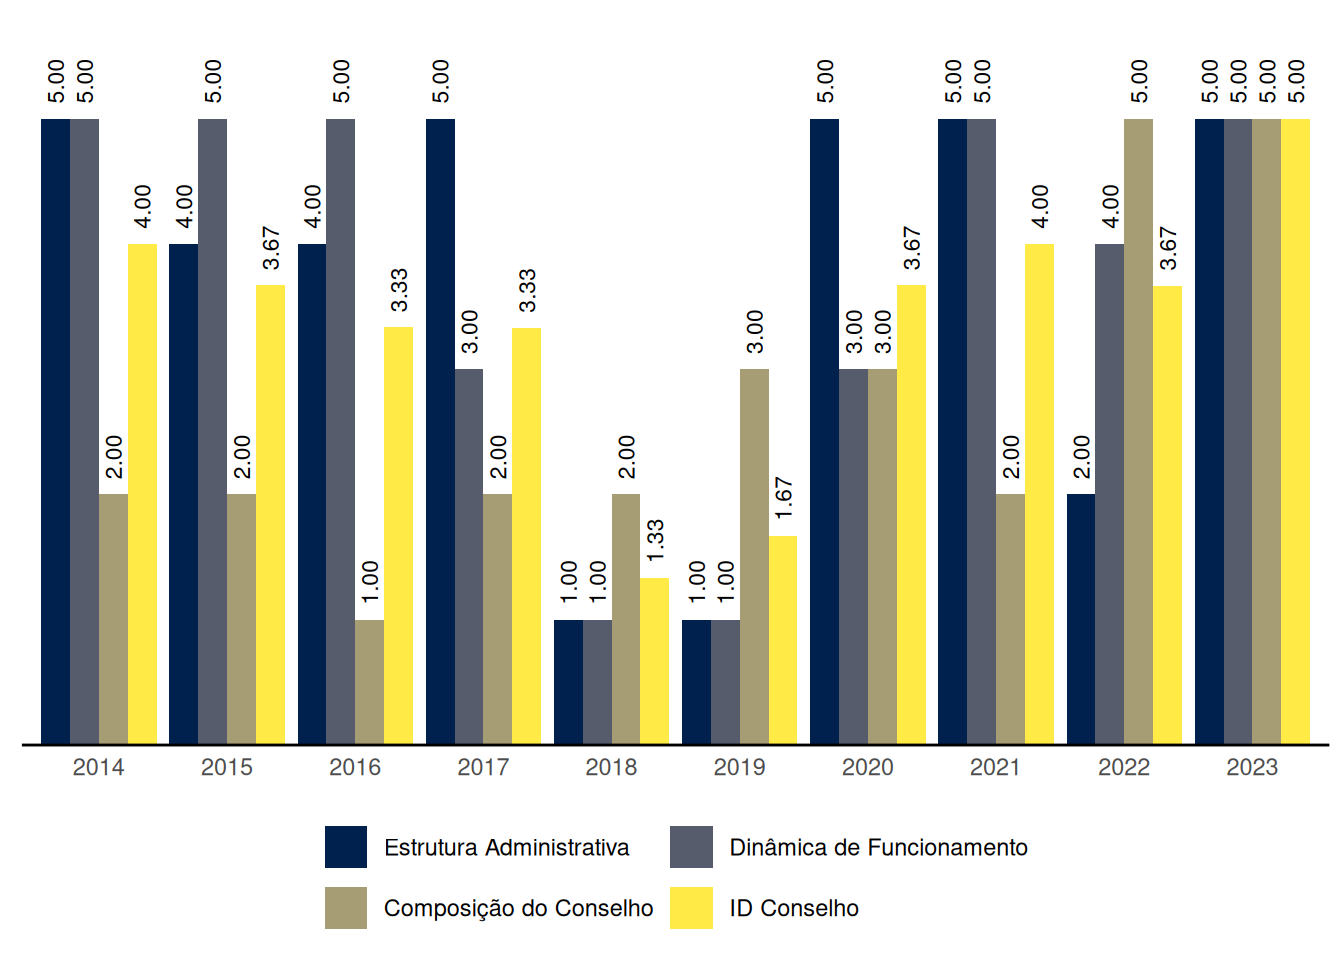 5.00 5.00 2.00 4.00 4.00 5.00 2.00 3.67 4.00 5.00 1.00 3.33 5.00 3.00 2.00 3.33 1.00 1.00 2.00 1.33 1.00 1.00 3.00 1.67 5.00 3.00 3.00 3.67 5.00 5.00 2.00 4.00 2.00 4.00 5.00 3.67 5.00 5.00 5.00 5.00
2014 2015 2016 2017 2018 2019 2020 2021 2022 2023
Estrutura Administrativa Dinâmica de Funcionamento
Composição do Conselho ID Conselho